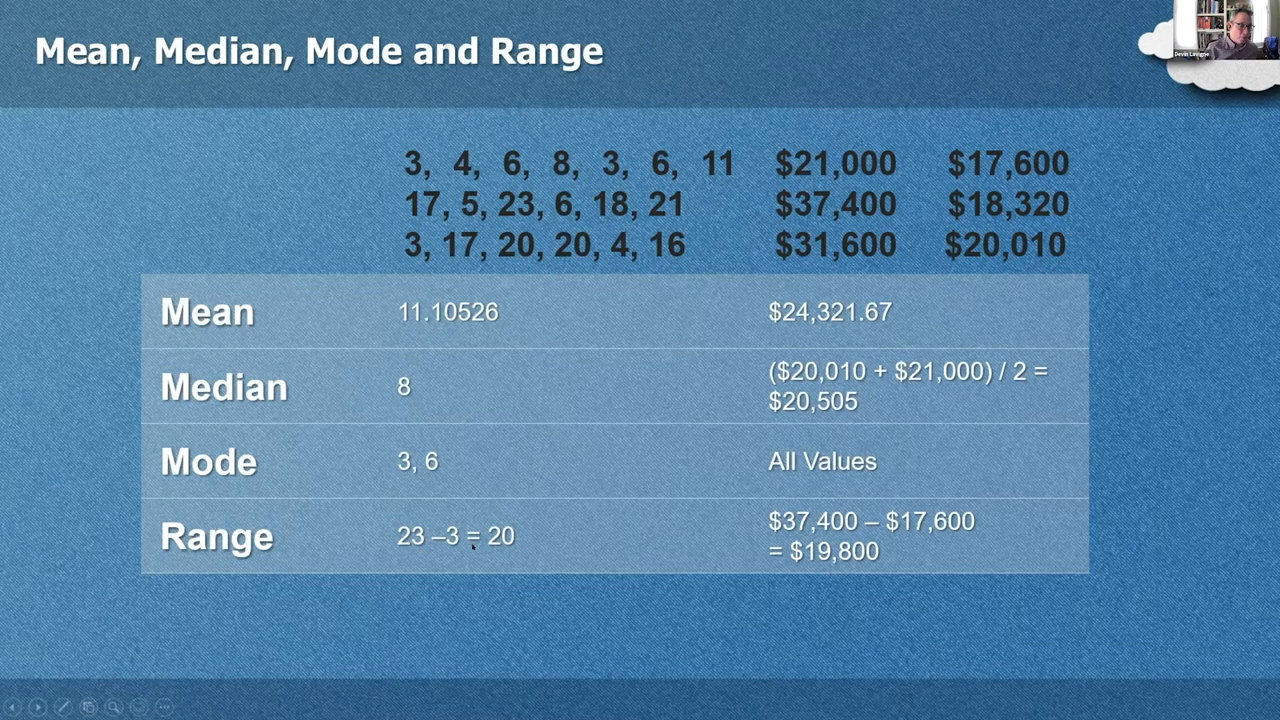 Mean, Median, Mode and Range
Devin Lavigne
3, 4, 6, 8, 3, 6, 11 $21,000 $17,600
17, 5, 23, 6, 18, 21 $37,400 $18,320
3, 17, 20, 20, 4, 16 $31,600 $20,010
Mean 11.10526 $24,321.67
Median 8 ($20,010 + $21,000) / 2 =
$20,505
Mode 3, 6 All Values
Range 23 –3 = 20 $37,400 – $17,600
= $19,800